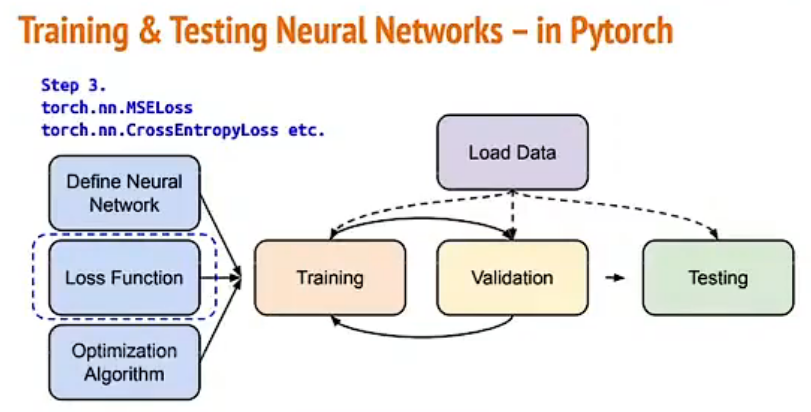 Training & Testing Neural Networks – in Pytorch
Step 3.
torch.nn.MSELoss
torch.nn.CrossEntropyLoss etc.
Load Data
Define Neural
Network
Loss Function
Training
Validation
Testing
Optimization
Algorithm